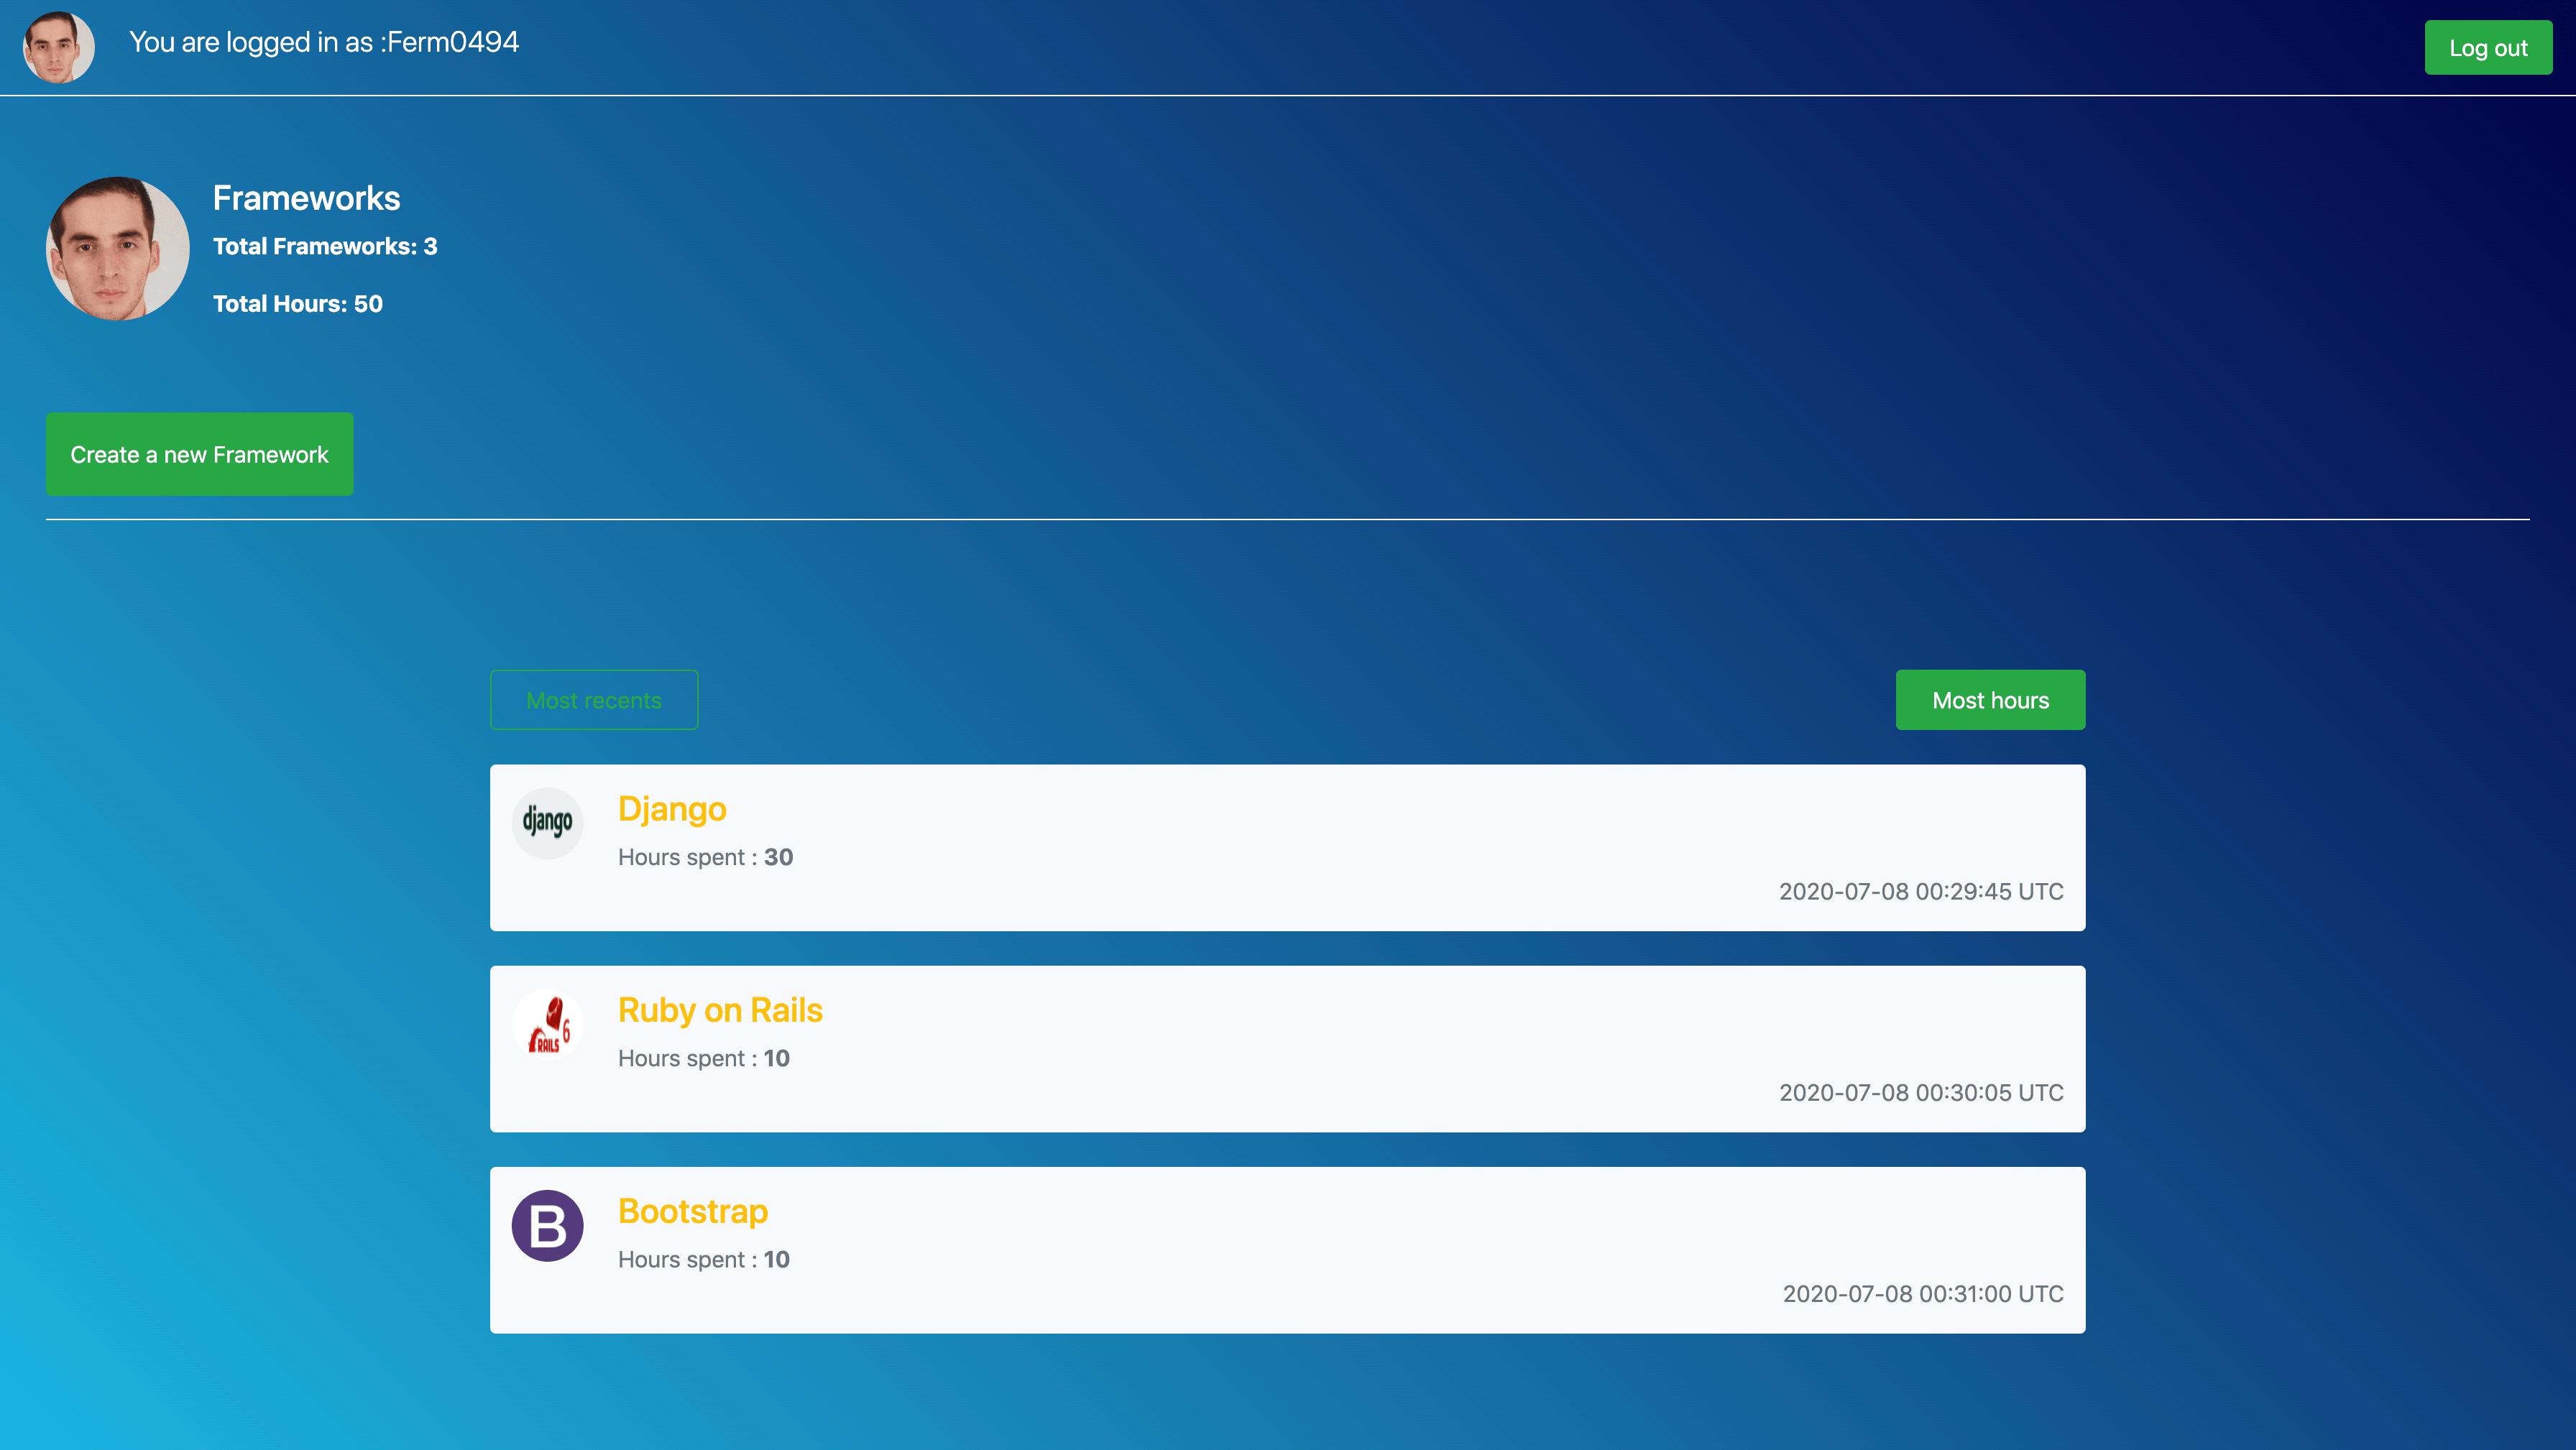 You are logged in as :Ferm0494
Log out
Frameworks
Total Frameworks: 3
Total Hours: 50
Create a new Framework
Most recents
Most hours
django
Django
Hours spent : 30
2020-07-08 00:29:45 UTC
RAILS 6
Ruby on Rails
Hours spent : 10
2020-07-08 00:30:05 UTC
B
Bootstrap
Hours spent : 10
2020-07-08 00:31:00 UTC